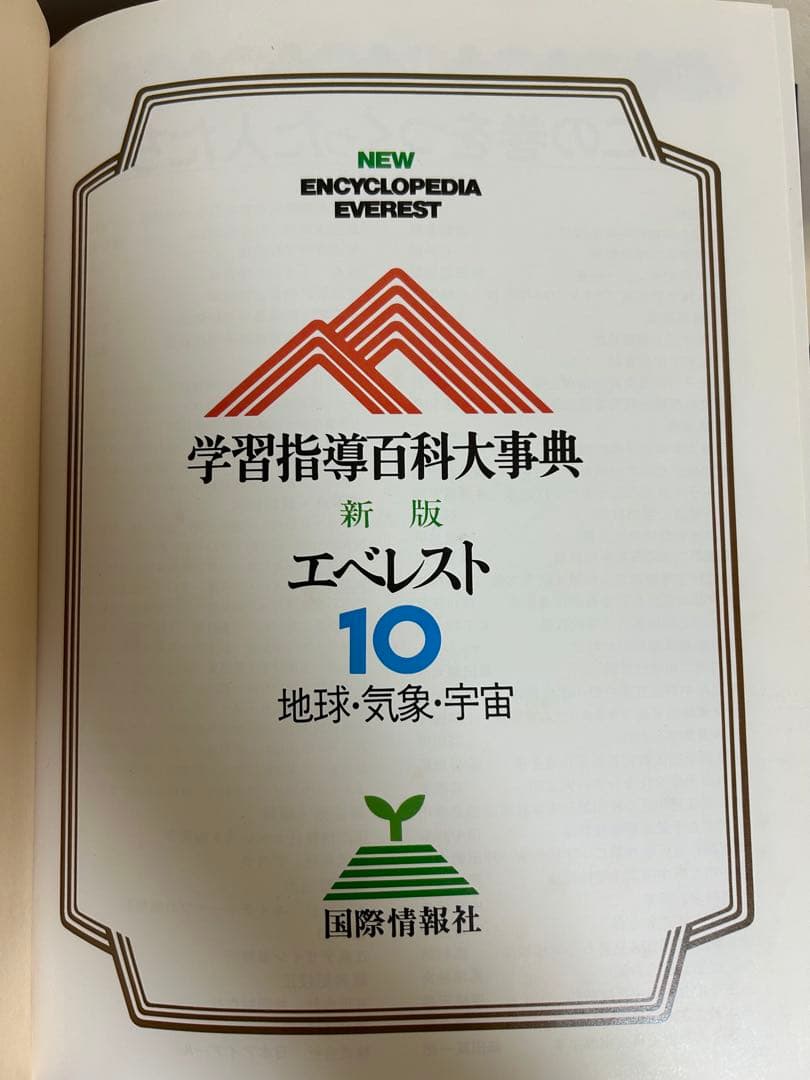 NEW
ENCYCLOPEDIA
EVEREST
学習指導百科大事典
新版
エベレスト
10
地球・気象・宇宙
国際情報社